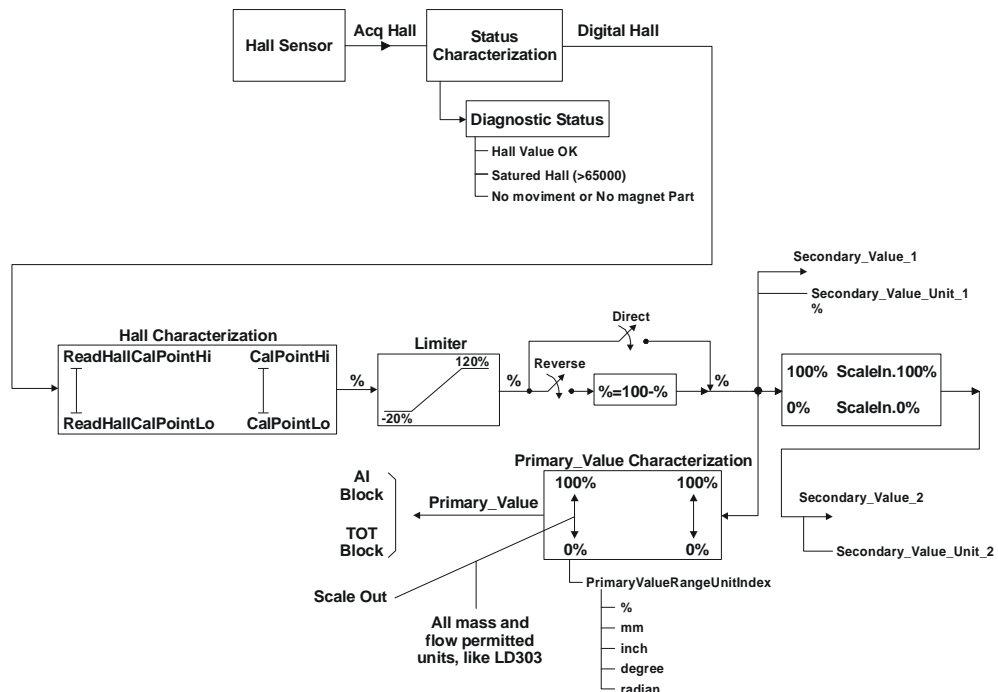 Hall Sensor
Acq Hall
Status
Characterization
Digital Hall
Diagnostic Status
Hall Value OK
Satured Hall (>65000)
No moviment or No magnet Part
Secondary_Value_1
Secondary_Value_Unit_1
%
Hall Characterization
ReadHallCalPointHi
CalPointHi
ReadHallCalPointLo
CalPointLo
%
Limiter
120%
-20%
%
Direct
Reverse
%=100-%
%
100% ScaleIn.100%
0% ScaleIn.0%
Primary_Value Characterization
100%
100%
0%
0%
AI
Block
TOT
Block
Primary_Value
Secondary_Value_2
Secondary_Value_Unit_2
Scale Out
All mass and
flow permitted
units, like LD303
PrimaryValueRangeUnitIndex
%
mm
inch
degree
radian